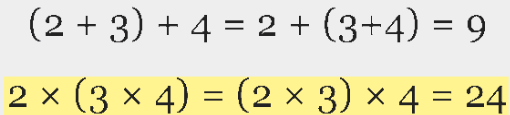 (2 + 3) + 4 = 2 + (3+4) = 9
2 × (3 × 4) = (2 × 3) × 4 = 24